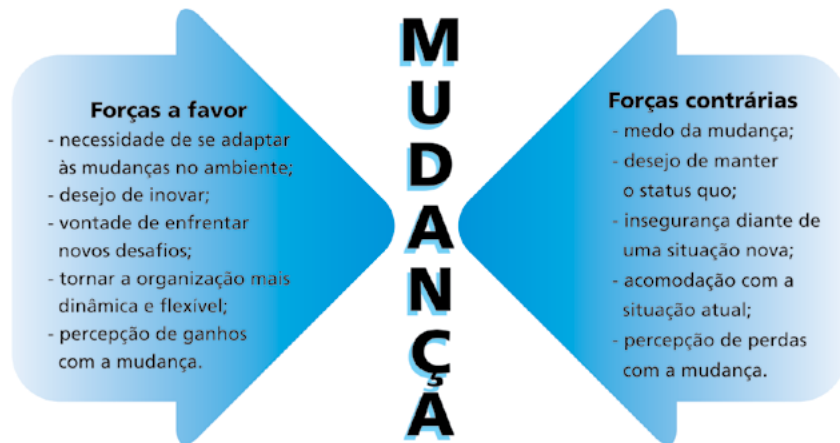 Forças a favor
- necessidade de se adaptar
às mudanças no ambiente;
- desejo de inovar;
- vontade de enfrentar
novos desafios;
- tornar a organização mais
dinâmica e flexível;
- percepção de ganhos
com a mudança.
MUDANÇA
Forças contrárias
- medo da mudança;
- desejo de manter
o status quo;
- insegurança diante de
uma situação nova;
- acomodação com a
situação atual;
- percepção de perdas
com a mudança.